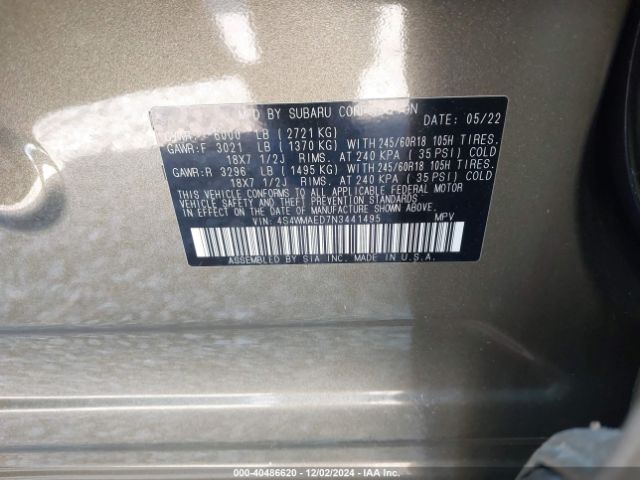 MFD BY SUBARU CORPORATION DATE: 05/22
GVWR: 6000 LB ( 2721 KG)
GAWR:F 3021 LB ( 1370 KG) WITH 245/60R18 105H TIRES.
18X7 1/2J RIMS. AT 240 KPA ( 35 PSI) COLD
GAWR:R 3296 LB ( 1495 KG) WITH 245/60R18 105H TIRES.
18X7 1/2J RIMS. AT 240 KPA ( 35 PSI) COLD
THIS VEHICLE CONFORMS TO ALL APPLICABLE FEDERAL MOTOR
VEHICLE SAFETY STANDARDS IN EFFECT ON THE DATE OF
MANUFACTURE SHOWN ABOVE.
VIN: 4S4WMAED7N3441495 MPV
ASSEMBLED BY SIA INC. MADE IN U.S.A.
000-40486620 • 12/02/2024 - IAA Inc.